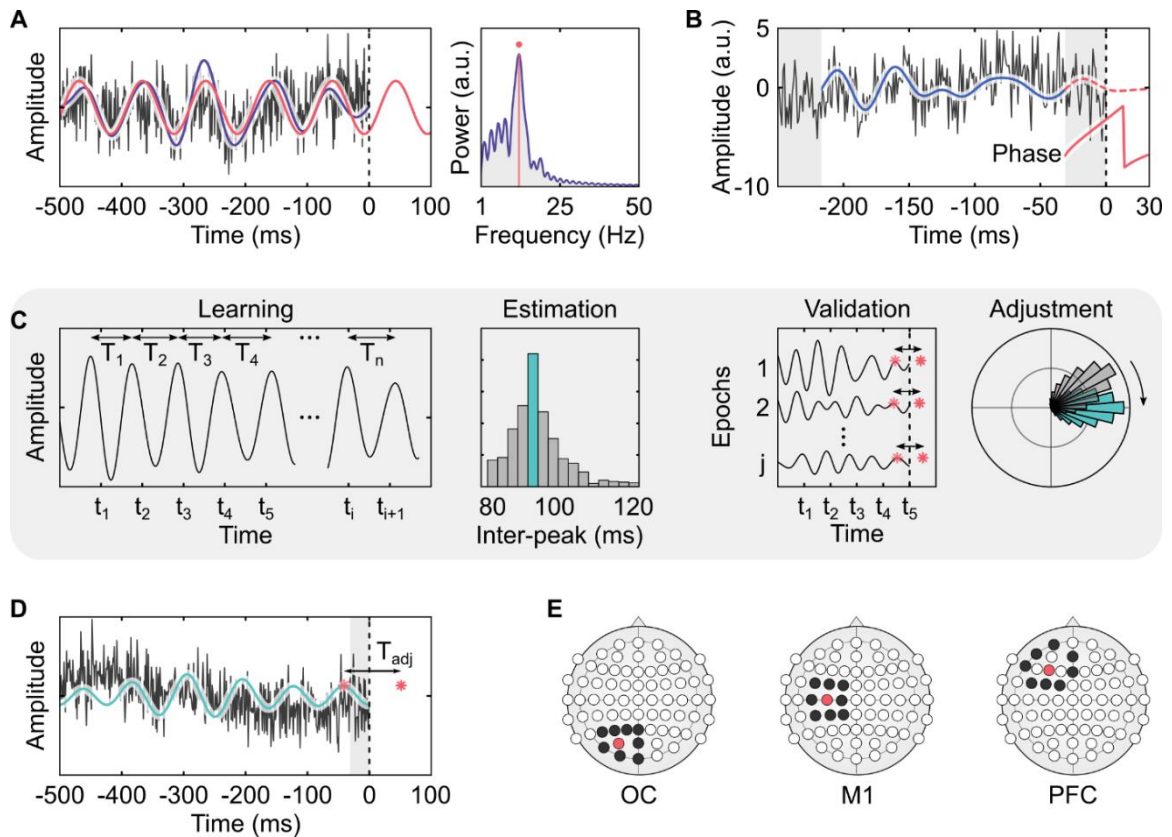 A
Amplitude
-500 -400 -300 -200 -100 0 100
Time (ms)
Power (a.u.)
1 25 50
Frequency (Hz)
B
Amplitude (a.u.)
5
0
-10
Phase
-200 -150 -100 -50 0 30
Time (ms)
C
Learning
Amplitude
T1 T2 T3 T4 ... Tn
...
t1 t2 t3 t4 t5 ti ti+1
Time
Estimation
80 100 120
Inter-peak (ms)
Validation
Epochs
1
2
⋮
j
t1 t2 t3 t4 t5
Time
Adjustment
D
Amplitude
Tadj
-500 -400 -300 -200 -100 0 100
Time (ms)
E
OC M1 PFC